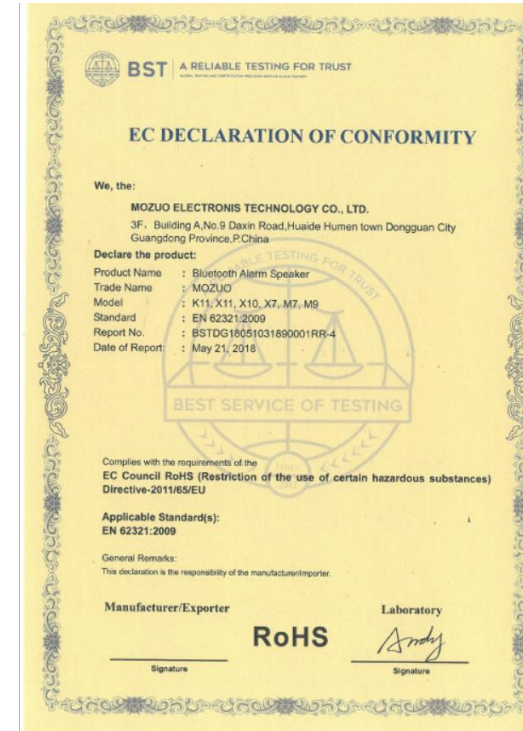 BST A RELIABLE TESTING FOR TRUST
EC DECLARATION OF CONFORMITY
We, the:
MOZUO ELECTRONIS TECHNOLOGY CO., LTD.
3F, Building A,No.9 Daxin Road,Huaide Humen town Dongguan City
Guangdong Province,P.China
Declare the product:
Product Name : Bluetooth Alarm Speaker
Trade Name : MOZUO
Model : K11, X11, X10, X7, M7, M9
Standard : EN 62321:2009
Report No. : BSTDG18051031890001RR-4
Date of Report: : May 21, 2018
RELIABLE TESTING FOR TRUST
BEST SERVICE OF TESTING
Complies with the requirements of the
EC Council RoHS (Restriction of the use of certain hazardous substances)
Directive-2011/65/EU
Applicable Standard(s):
EN 62321:2009
General Remarks:
This declaration is the responsibility of the manufacturer/importer.
Manufacturer/Exporter Laboratory
RoHS Andy
Signature Signature